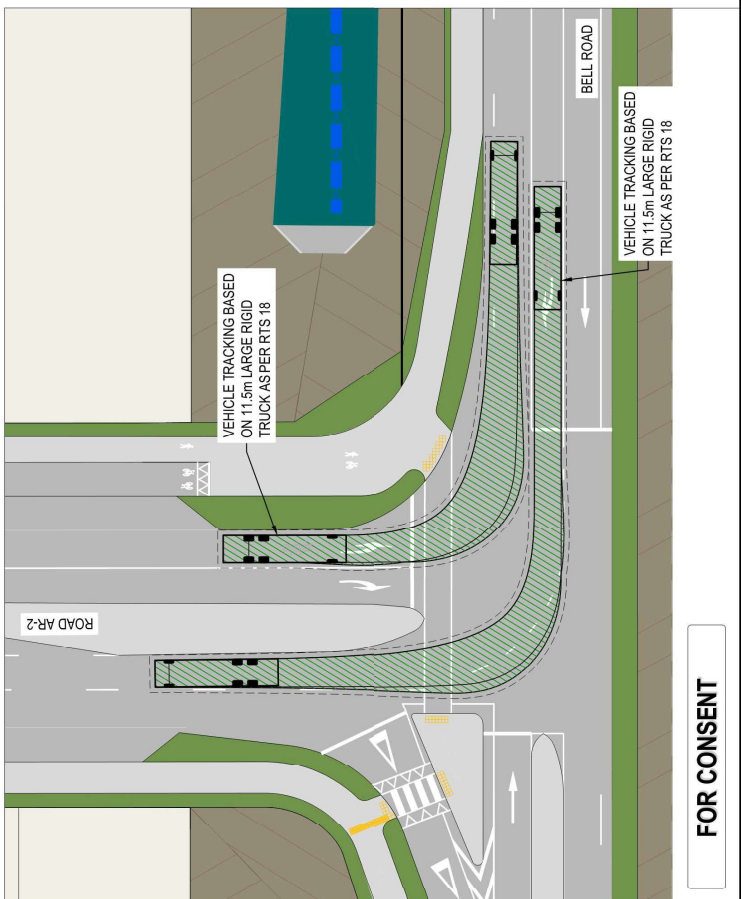 BELL ROAD
VEHICLE TRACKING BASED
ON 11.5m LARGE RIGID
TRUCK AS PER RTS 18
VEHICLE TRACKING BASED
ON 11.5m LARGE RIGID
TRUCK AS PER RTS 18
ROAD AR-2
FOR CONSENT